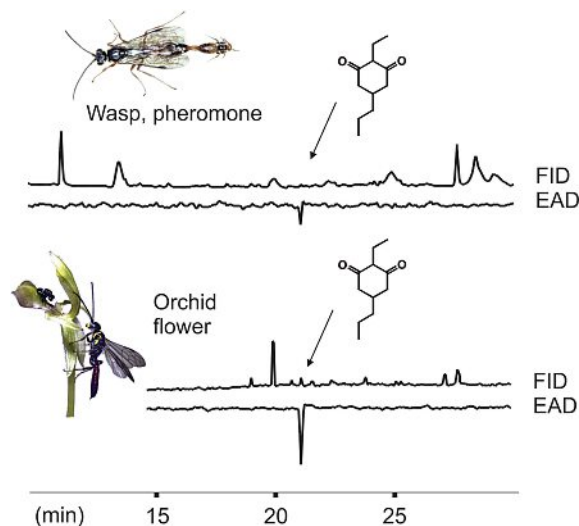 Wasp, pheromone
O O
FID
EAD
Orchid
flower
O O
FID
EAD
(min) 15 20 25